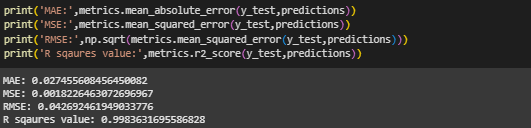 print('MAE:',metrics.mean_absolute_error(y_test,predictions))
print('MSE:',metrics.mean_squared_error(y_test,predictions))
print('RMSE:',np.sqrt(metrics.mean_squared_error(y_test,predictions)))
print('R sqaures value:',metrics.r2_score(y_test,predictions))
MAE: 0.027455608456450082
MSE: 0.0018226463072696967
RMSE: 0.042692461949033776
R sqaures value: 0.9983631695586828